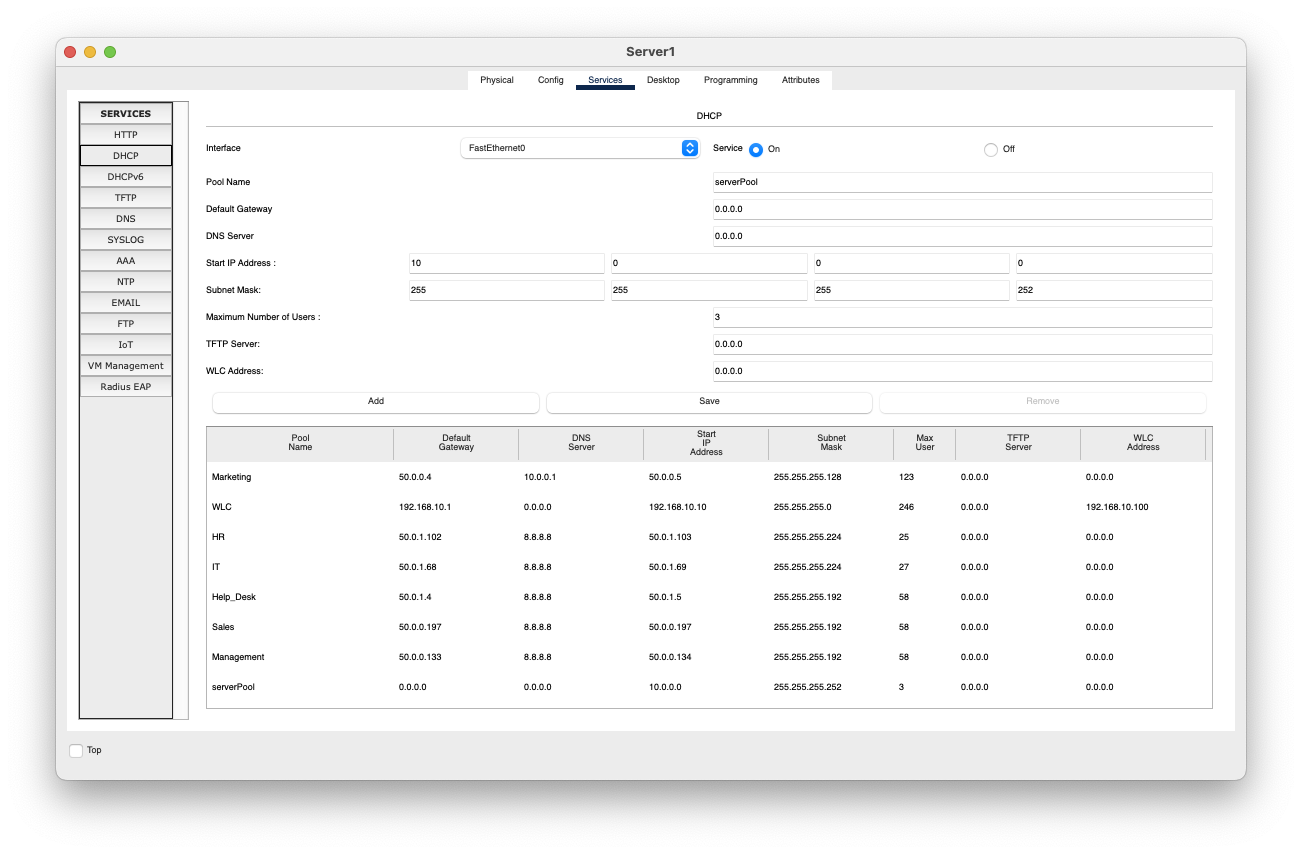 Server1
Physical Config Services Desktop Programming Attributes
SERVICES
HTTP
DHCP
DHCPv6
TFTP
DNS
SYSLOG
AAA
NTP
EMAIL
FTP
IoT
VM Management
Radius EAP
DHCP
Interface FastEthernet0 Service On Off
Pool Name serverPool
Default Gateway 0.0.0.0
DNS Server 0.0.0.0
Start IP Address : 10 0 0 0
Subnet Mask: 255 255 255 252
Maximum Number of Users : 3
TFTP Server: 0.0.0.0
WLC Address: 0.0.0.0
Add Save Remove
Pool Name Default Gateway DNS Server Start IP Address Subnet Mask Max User TFTP Server WLC Address
Marketing 50.0.0.4 10.0.0.1 50.0.0.5 255.255.255.128 123 0.0.0.0 0.0.0.0
WLC 192.168.10.1 0.0.0.0 192.168.10.10 255.255.255.0 246 0.0.0.0 192.168.10.100
HR 50.0.1.102 8.8.8.8 50.0.1.103 255.255.255.224 25 0.0.0.0 0.0.0.0
IT 50.0.1.68 8.8.8.8 50.0.1.69 255.255.255.224 27 0.0.0.0 0.0.0.0
Help_Desk 50.0.1.4 8.8.8.8 50.0.1.5 255.255.255.192 58 0.0.0.0 0.0.0.0
Sales 50.0.0.197 8.8.8.8 50.0.0.197 255.255.255.192 58 0.0.0.0 0.0.0.0
Management 50.0.0.133 8.8.8.8 50.0.0.134 255.255.255.192 58 0.0.0.0 0.0.0.0
serverPool 0.0.0.0 0.0.0.0 10.0.0.0 255.255.255.252 3 0.0.0.0 0.0.0.0
Top